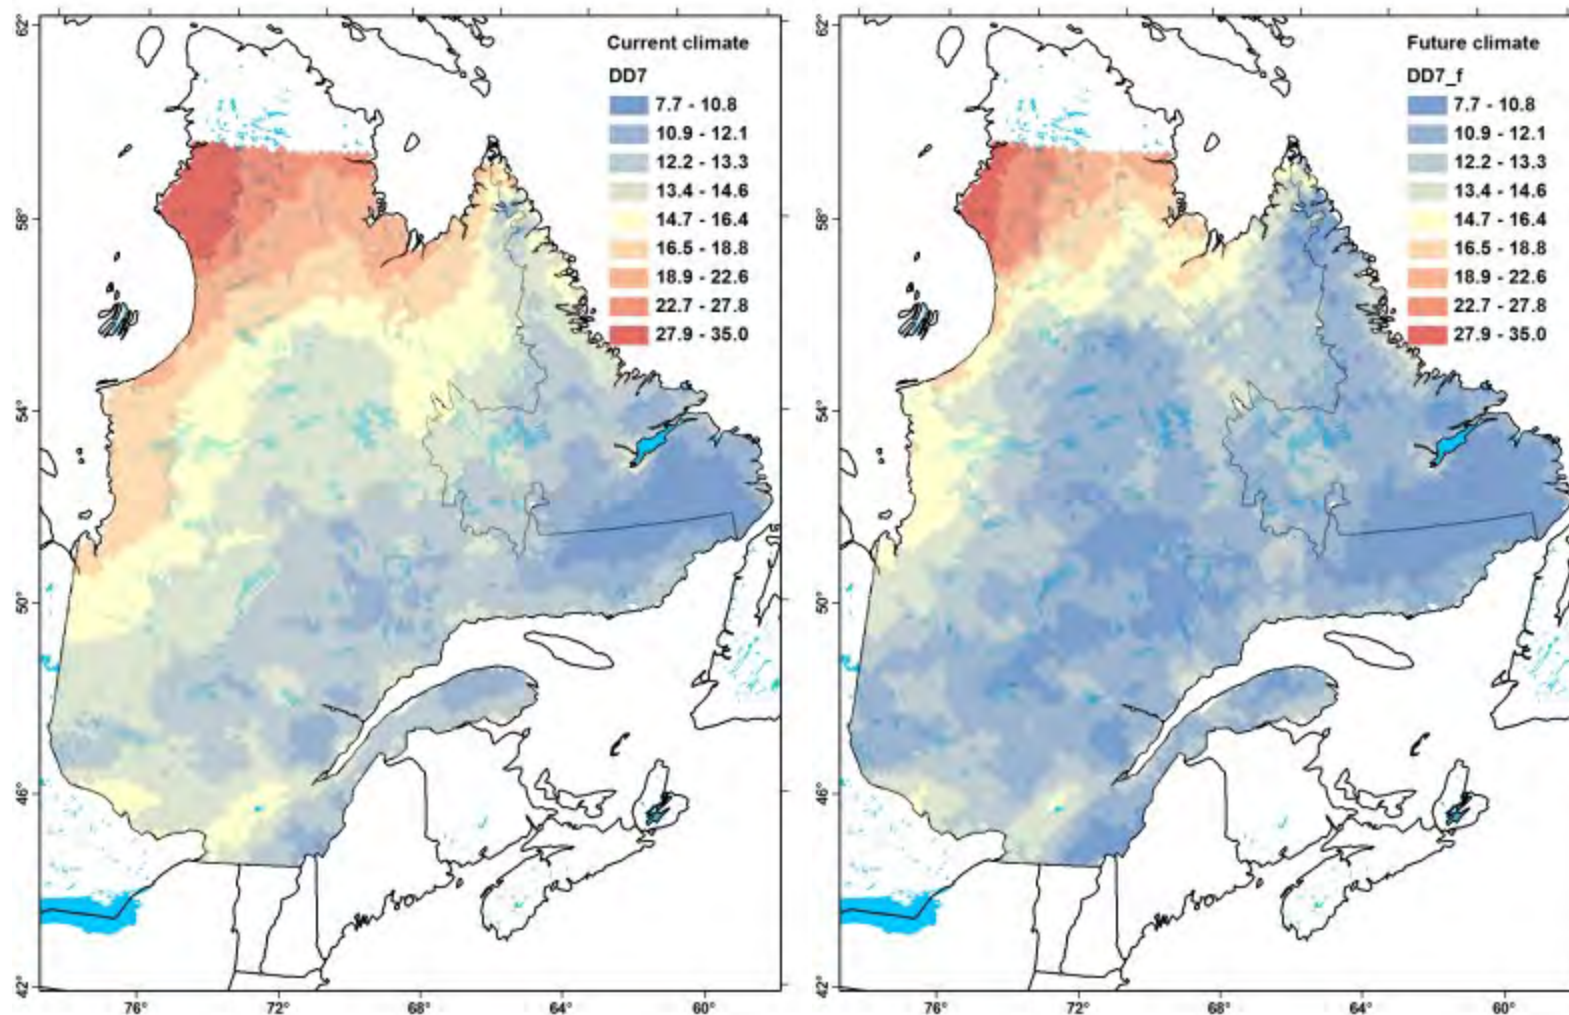 Current climate
DD7
7.7 - 10.8
10.9 - 12.1
12.2 - 13.3
13.4 - 14.6
14.7 - 16.4
16.5 - 18.8
18.9 - 22.6
22.7 - 27.8
27.9 - 35.0
62°
58°
54°
50°
46°
42°
76° 72° 68° 64° 60°
Future climate
DD7_f
7.7 - 10.8
10.9 - 12.1
12.2 - 13.3
13.4 - 14.6
14.7 - 16.4
16.5 - 18.8
18.9 - 22.6
22.7 - 27.8
27.9 - 35.0
62°
58°
54°
50°
46°
42°
76° 72° 68° 64° 60°